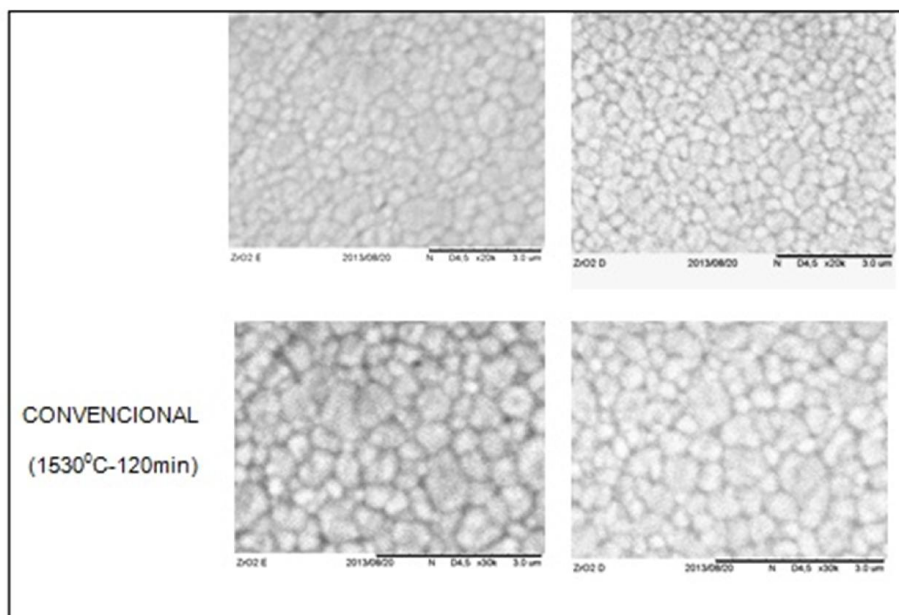 ZrO2 E 2013/08/20 N D4,5 x20k 3.0 um
ZrO2 D 2013/08/20 N D4,5 x20k 3.0 um
CONVENCIONAL
(1530⁰C-120min)
ZrO2 E 2013/08/20 N D4,5 x30k 3.0 um
ZrO2 D 2013/08/20 N D4,5 x30k 3.0 um